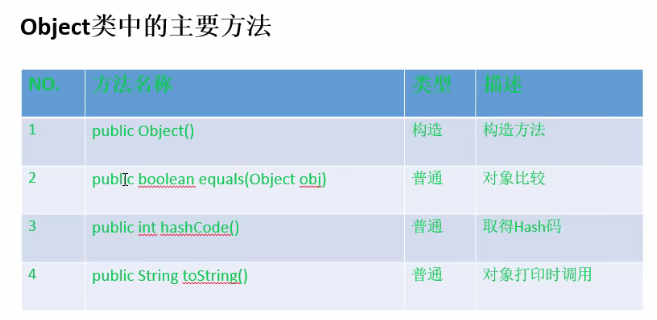 Object类中的主要方法
NO. 方法名称 类型 描述
1 public Object() 构造 构造方法
2 public boolean equals(Object obj) 普通 对象比较
3 public int hashCode() 普通 取得Hash码
4 public String toString() 普通 对象打印时调用